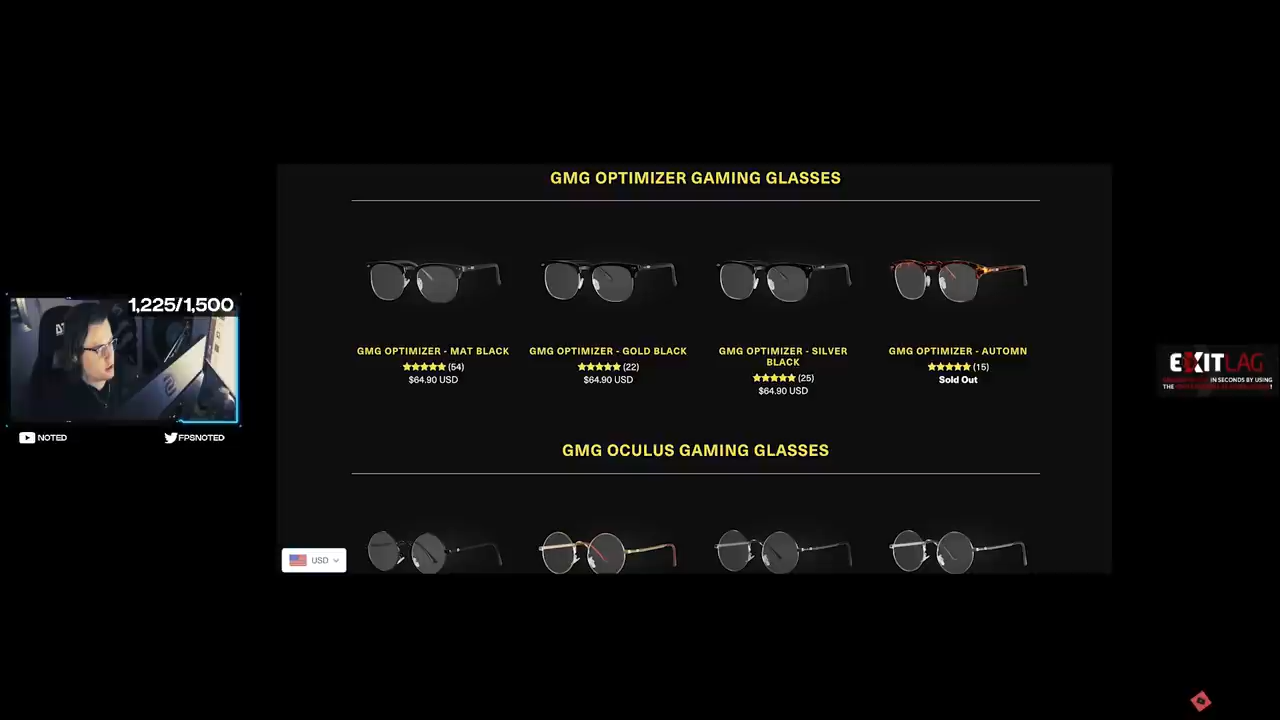 GMG OPTIMIZER GAMING GLASSES
GMG OPTIMIZER - MAT BLACK
(54)
$64.90 USD
GMG OPTIMIZER - GOLD BLACK
(22)
$64.90 USD
GMG OPTIMIZER - SILVER
BLACK
(25)
$64.90 USD
GMG OPTIMIZER - AUTOMN
(15)
Sold Out
GMG OCULUS GAMING GLASSES
USD
1,225/1,500
NOTED
FPSNOTED
EXITLAG
IN SECONDS BY USING
THE